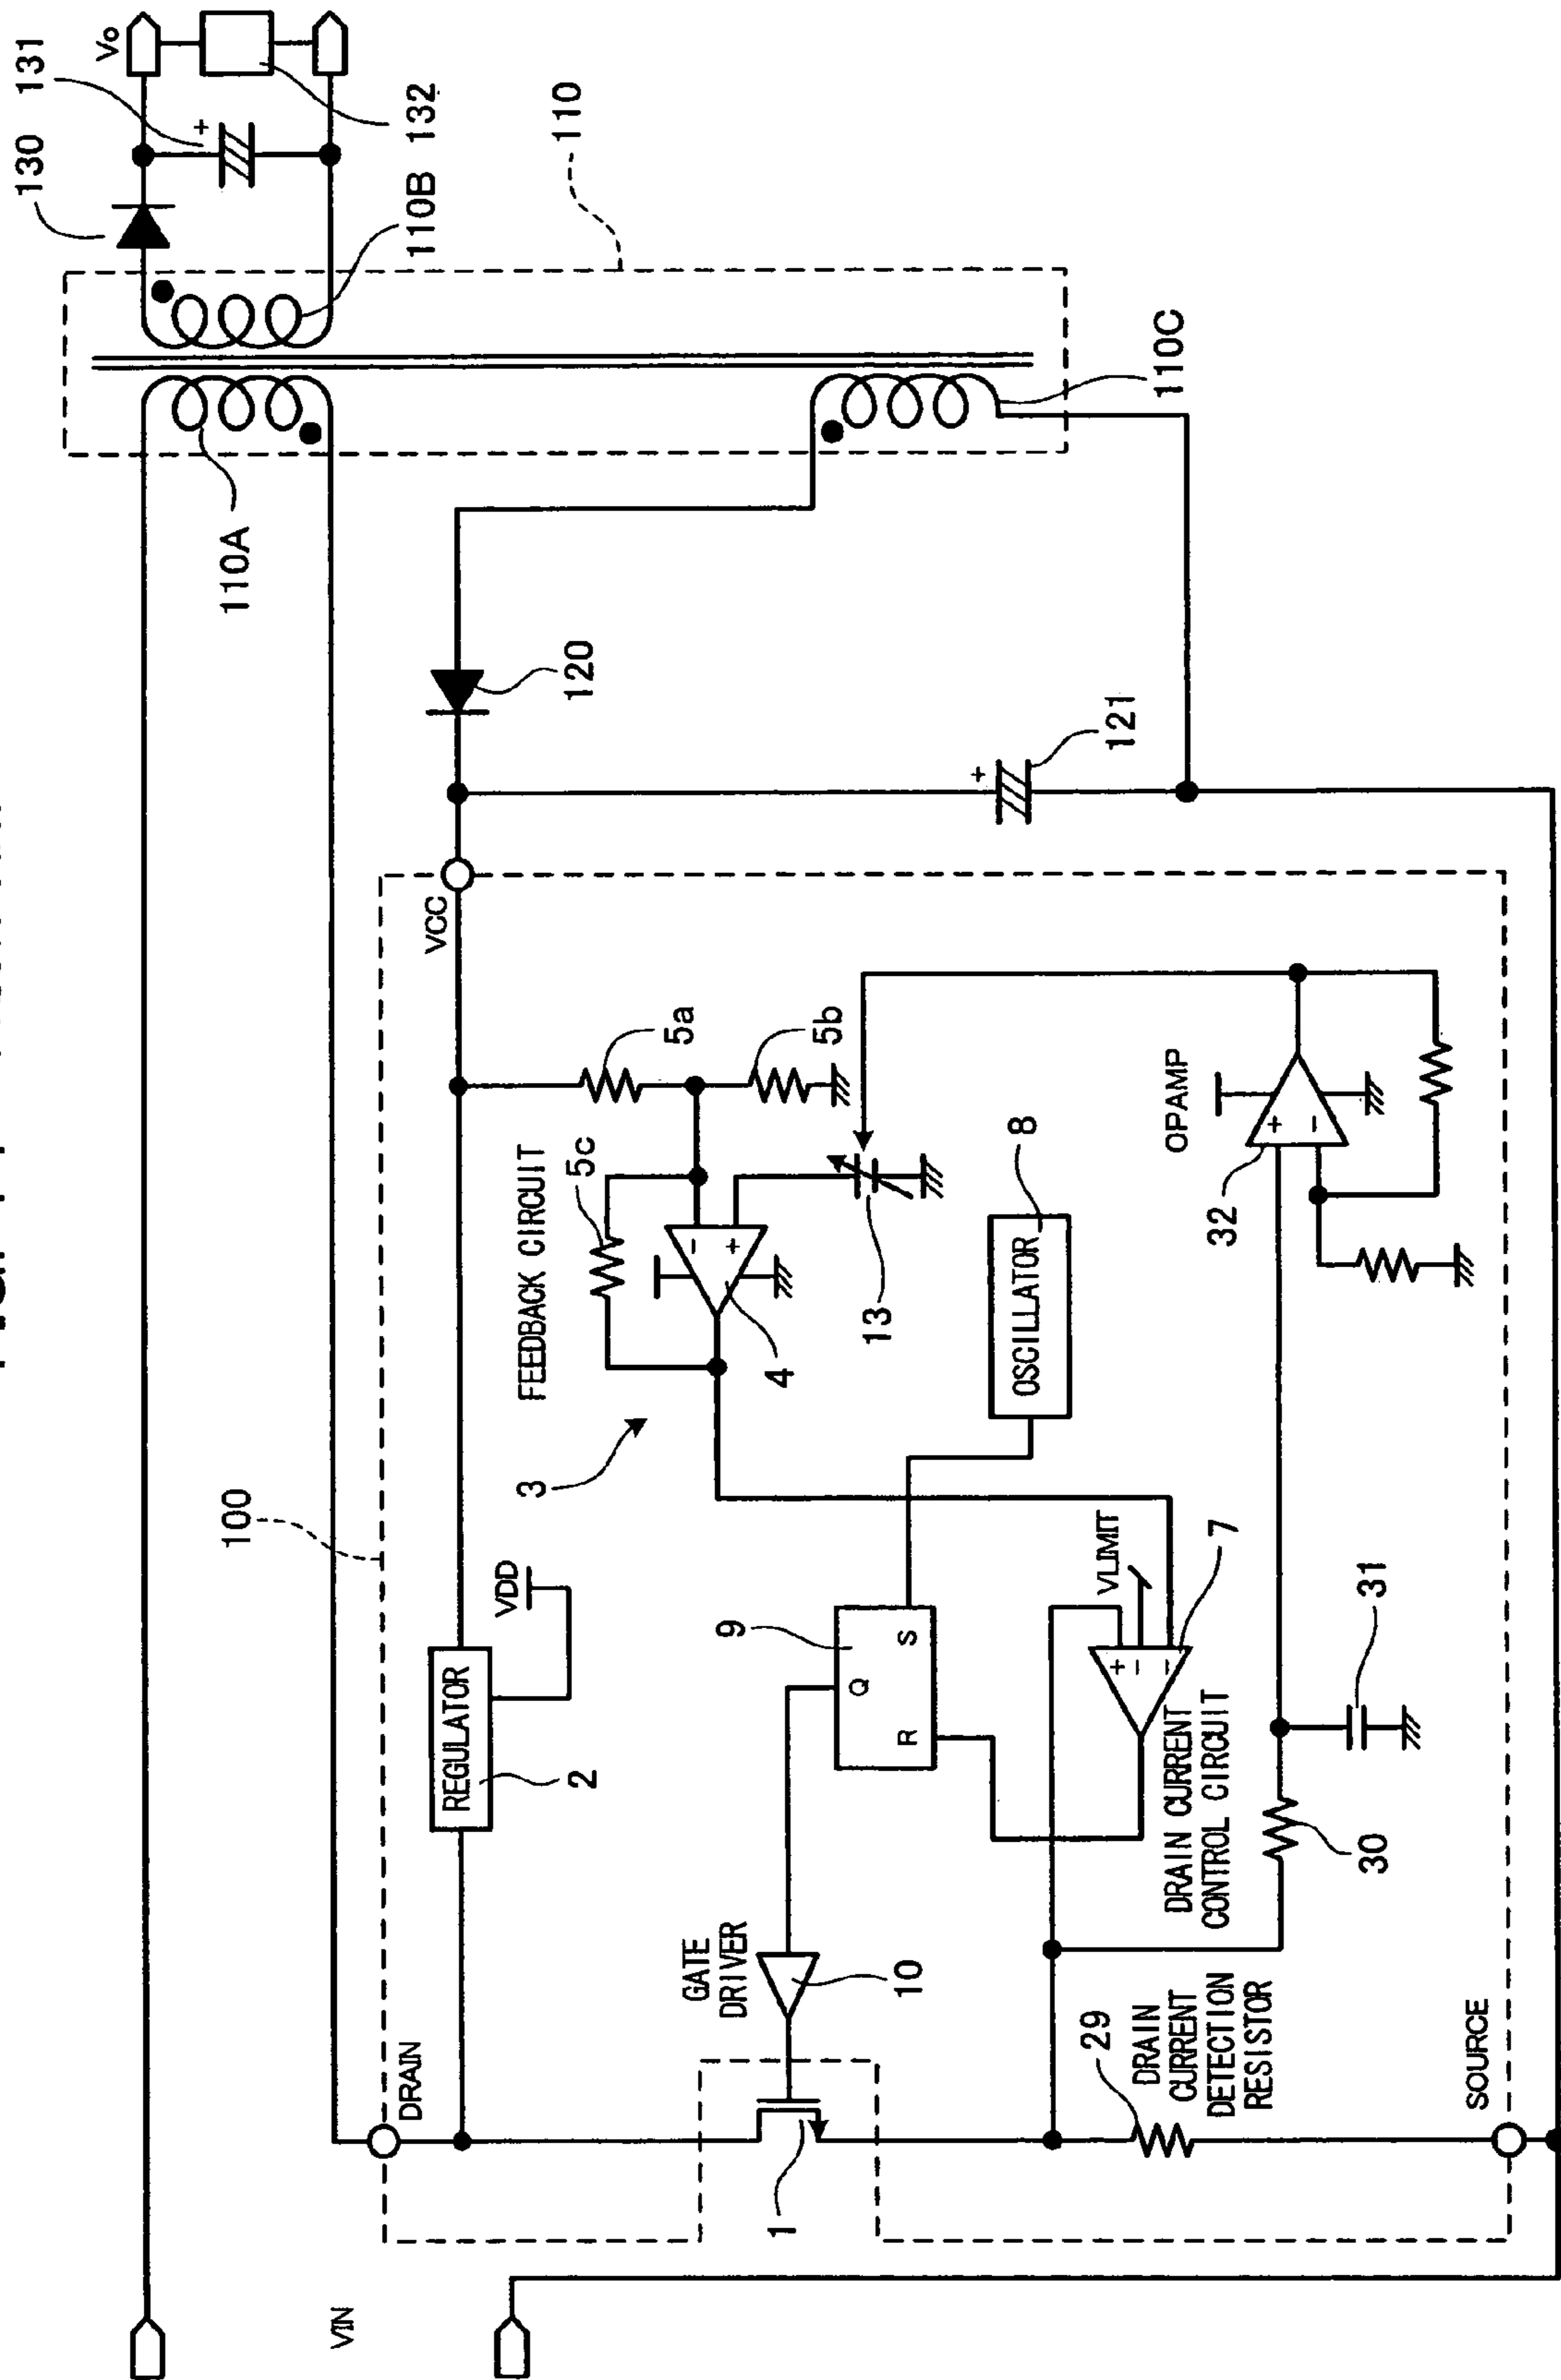 130
131
Vo
132
110
110B
110A
110C
120
121
100
VCC
DRAIN
REGULATOR
VDD
2
FEEDBACK CIRCUIT
3
5c
5a
5b
-
+
4
13
OSCILLATOR
8
9
Q
S
R
VLIMIT
+
-
-
7
DRAIN CURRENT
CONTROL CIRCUIT
GATE
DRIVER
10
1
29
DRAIN
CURRENT
DETECTION
RESISTOR
30
31
OPAMP
32
+
-
SOURCE
VIN
+
+